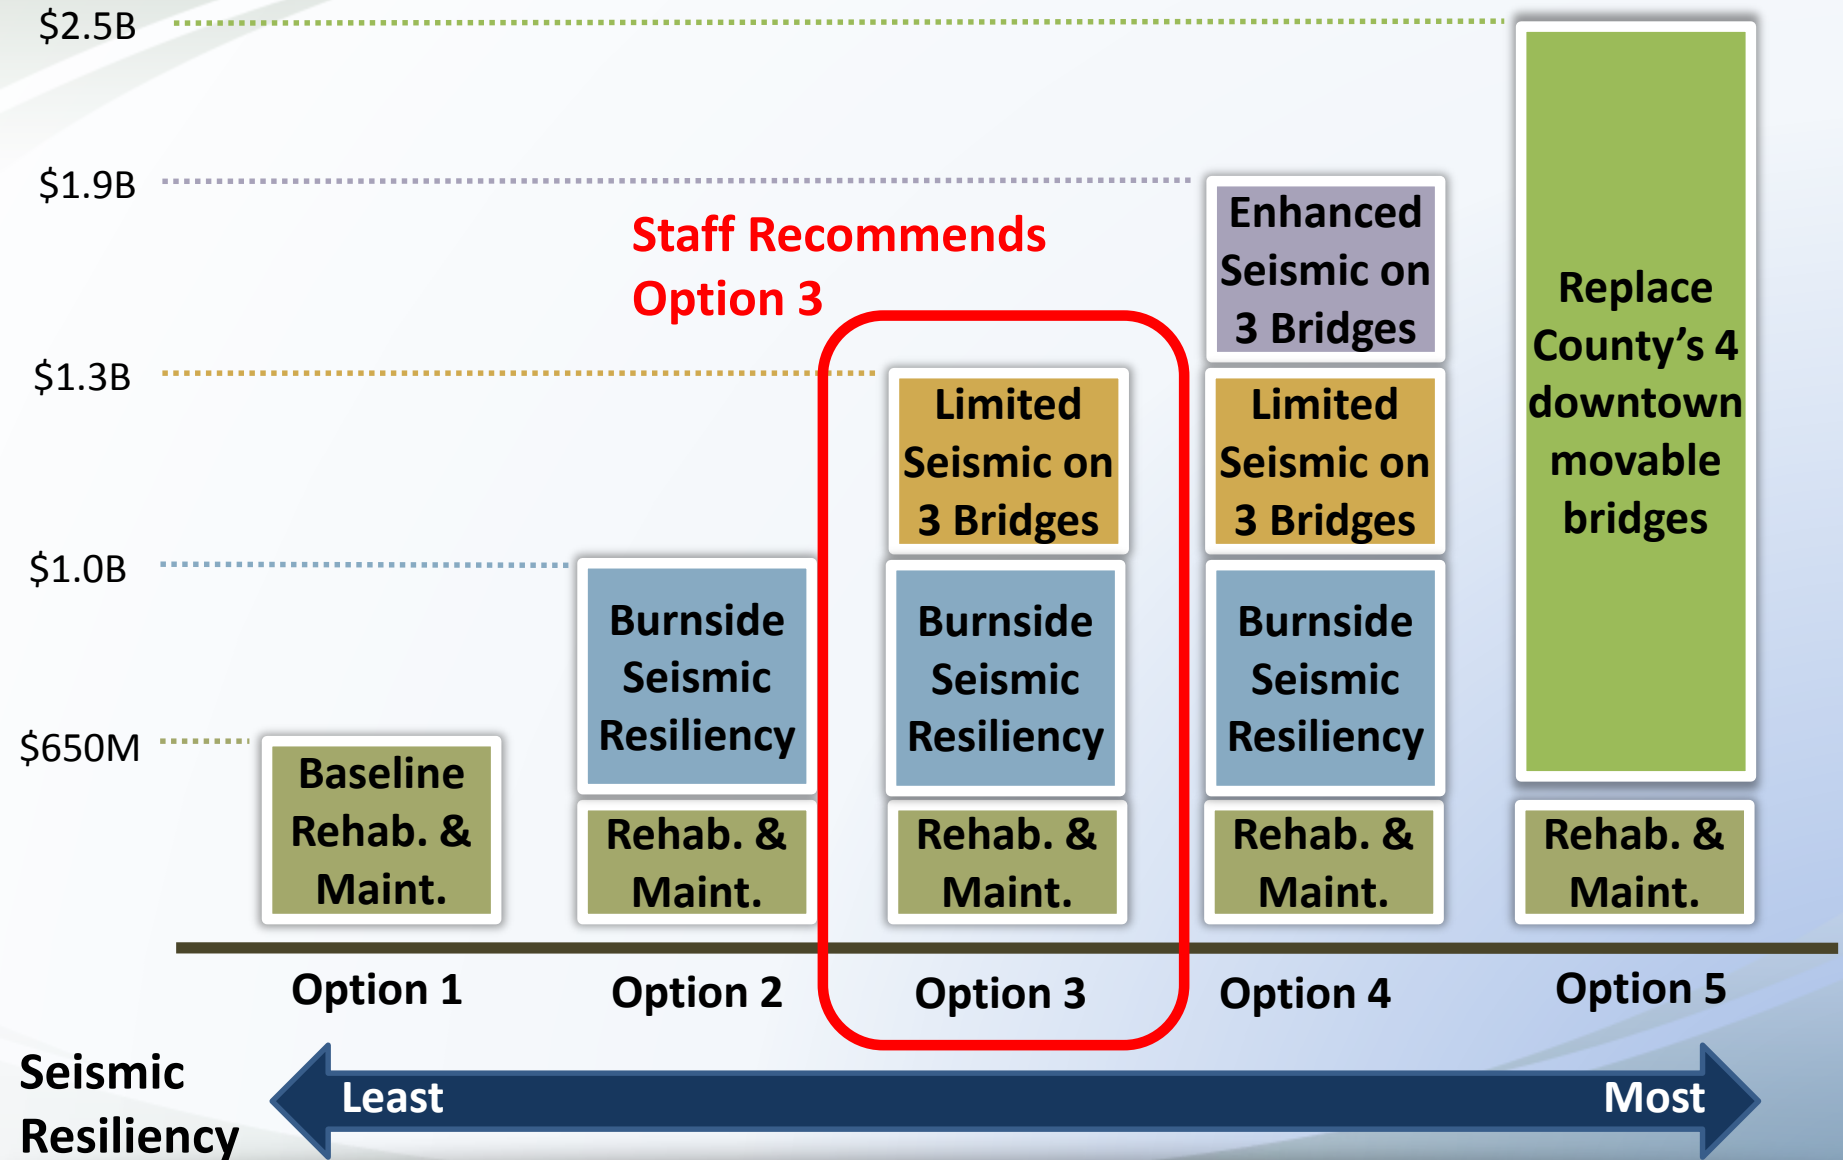 $2.5B
$1.9B
$1.3B
$1.0B
$650M
Staff Recommends
Option 3
Baseline
Rehab. &
Maint.
Burnside
Seismic
Resiliency
Rehab. &
Maint.
Limited
Seismic on
3 Bridges
Burnside
Seismic
Resiliency
Rehab. &
Maint.
Enhanced
Seismic on
3 Bridges
Limited
Seismic on
3 Bridges
Burnside
Seismic
Resiliency
Rehab. &
Maint.
Replace
County’s 4
downtown
movable
bridges
Rehab. &
Maint.
Option 1
Option 2
Option 3
Option 4
Option 5
Seismic
Resiliency
Least
Most